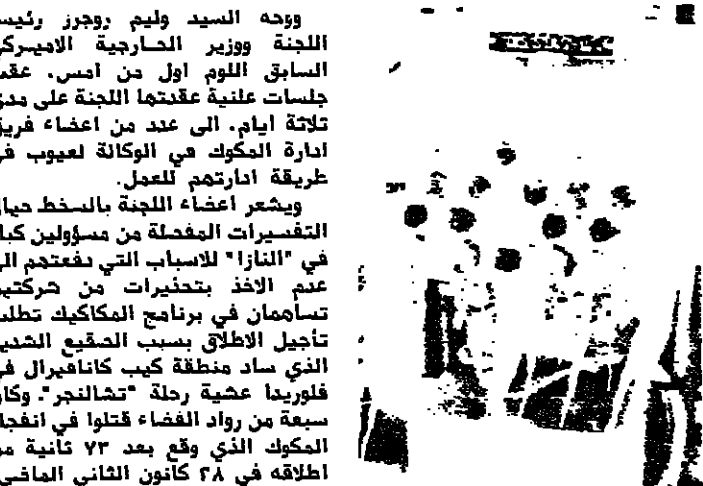 ووجه السيد وليم روجرز رئيس
اللجنة ووزير الخارجية الاميركي
السابق اللوم اول من امس، عقب
جلسات علنية عقدتها اللجنة على مدى
ثلاثة ايام، الى عدد من اعضاء فريق
ادارة المكوك في الوكالة لعيوب في
طريقة ادارتهم للعمل.
ويشعر اعضاء اللجنة بالسخط حيال
التفسيرات المفصلة من مسؤولين كبار
في "النازا" للاسباب التي دفعتهم الى
عدم الاخذ بتحذيرات من شركتين
تساهمان في برنامج المكاكيك تطلب
تأجيل الاطلاق بسبب الصقيع الشديد
الذي ساد منطقة كيب كانافيرال في
فلوريدا عشية رحلة "تشالنجر". وكان
سبعة من رواد الفضاء قتلوا في انفجار
المكوك الذي وقع بعد ٧٣ ثانية من
اطلاقه في ٢٨ كانون الثاني الماضي